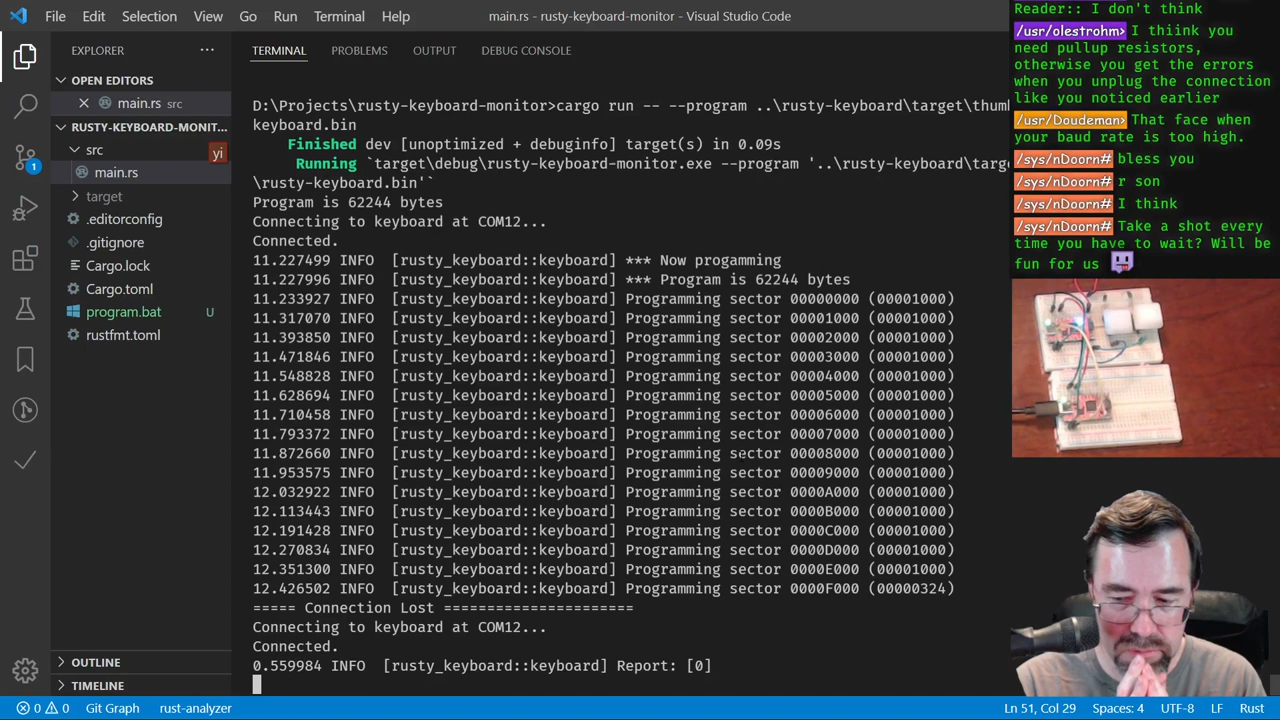 File Edit Selection View Go Run Terminal Help
main.rs - rusty-keyboard-monitor - Visual Studio Code
EXPLORER
OPEN EDITORS
main.rs src
RUSTY-KEYBOARD-MONIT...
src
main.rs
target
.editorconfig
.gitignore
Cargo.lock
Cargo.toml
program.bat U
rustfmt.toml
OUTLINE
TIMELINE
yi
1
TERMINAL PROBLEMS OUTPUT DEBUG CONSOLE
D:\Projects\rusty-keyboard-monitor>cargo run -- --program ..\rusty-keyboard\target\thum
keyboard.bin
Finished dev [optimized + debuginfo] target(s) in 0.09s
Running `target\debug\rusty-keyboard-monitor.exe --program '..\rusty-keyboard\targe
\rusty-keyboard.bin'`
Program is 62244 bytes
Connecting to keyboard at COM12...
Connected.
11.227499 INFO [rusty_keyboard::keyboard] *** Now progamming
11.227996 INFO [rusty_keyboard::keyboard] *** Program is 62244 bytes
11.233927 INFO [rusty_keyboard::keyboard] Programming sector 00000000 (00001000)
11.317070 INFO [rusty_keyboard::keyboard] Programming sector 00001000 (00001000)
11.393850 INFO [rusty_keyboard::keyboard] Programming sector 00002000 (00001000)
11.471846 INFO [rusty_keyboard::keyboard] Programming sector 00003000 (00001000)
11.548828 INFO [rusty_keyboard::keyboard] Programming sector 00004000 (00001000)
11.628694 INFO [rusty_keyboard::keyboard] Programming sector 00005000 (00001000)
11.710458 INFO [rusty_keyboard::keyboard] Programming sector 00006000 (00001000)
11.793372 INFO [rusty_keyboard::keyboard] Programming sector 00007000 (00001000)
11.872660 INFO [rusty_keyboard::keyboard] Programming sector 00008000 (00001000)
11.953575 INFO [rusty_keyboard::keyboard] Programming sector 00009000 (00001000)
12.032922 INFO [rusty_keyboard::keyboard] Programming sector 0000A000 (00001000)
12.113443 INFO [rusty_keyboard::keyboard] Programming sector 0000B000 (00001000)
12.191428 INFO [rusty_keyboard::keyboard] Programming sector 0000C000 (00001000)
12.270834 INFO [rusty_keyboard::keyboard] Programming sector 0000D000 (00001000)
12.351300 INFO [rusty_keyboard::keyboard] Programming sector 0000E000 (00001000)
12.426502 INFO [rusty_keyboard::keyboard] Programming sector 0000F000 (00000324)
===== Connection Lost ======================
Connecting to keyboard at COM12...
Connected.
0.559984 INFO [rusty_keyboard::keyboard] Report: [0]
Reader:: I don't think
/usr/olestrohm> I thiink you
need pullup resistors,
otherwise you get the errors
when you unplug the connection
like you noticed earlier
/usr/Doudeman> That face when
your baud rate is too high.
/sys/nDoorn# bless you
/sys/nDoorn# r son
/sys/nDoorn# I think
/sys/nDoorn# Take a shot every
time you have to wait? Will be
fun for us
0 0 Git Graph rust-analyzer Ln 51, Col 29 Spaces: 4 UTF-8 LF Rust